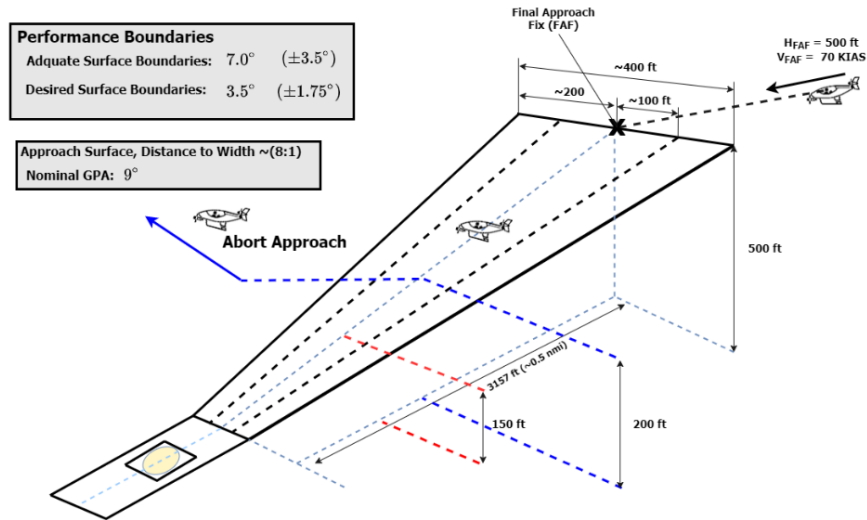 Performance Boundaries
Adquate Surface Boundaries: 7.0° (±3.5°)
Desired Surface Boundaries: 3.5° (±1.75°)
Approach Surface, Distance to Width ~(8:1)
Nominal GPA: 9°
Final Approach
Fix (FAF)
H_FAF = 500 ft
V_FAF = 70 KIAS
~400 ft
~200
~100 ft
Abort Approach
500 ft
3157 ft (~0.5 nmi)
150 ft
200 ft